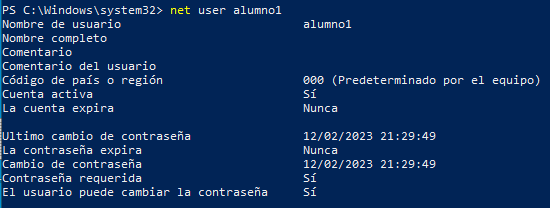 PS C:\Windows\system32> net user alumno1
Nombre de usuario alumno1
Nombre completo
Comentario
Comentario del usuario
Código de país o región 000 (Predeterminado por el equipo)
Cuenta activa Sí
La cuenta expira Nunca
Ultimo cambio de contraseña 12/02/2023 21:29:49
La contraseña expira Nunca
Cambio de contraseña 12/02/2023 21:29:49
Contraseña requerida Sí
El usuario puede cambiar la contraseña Sí